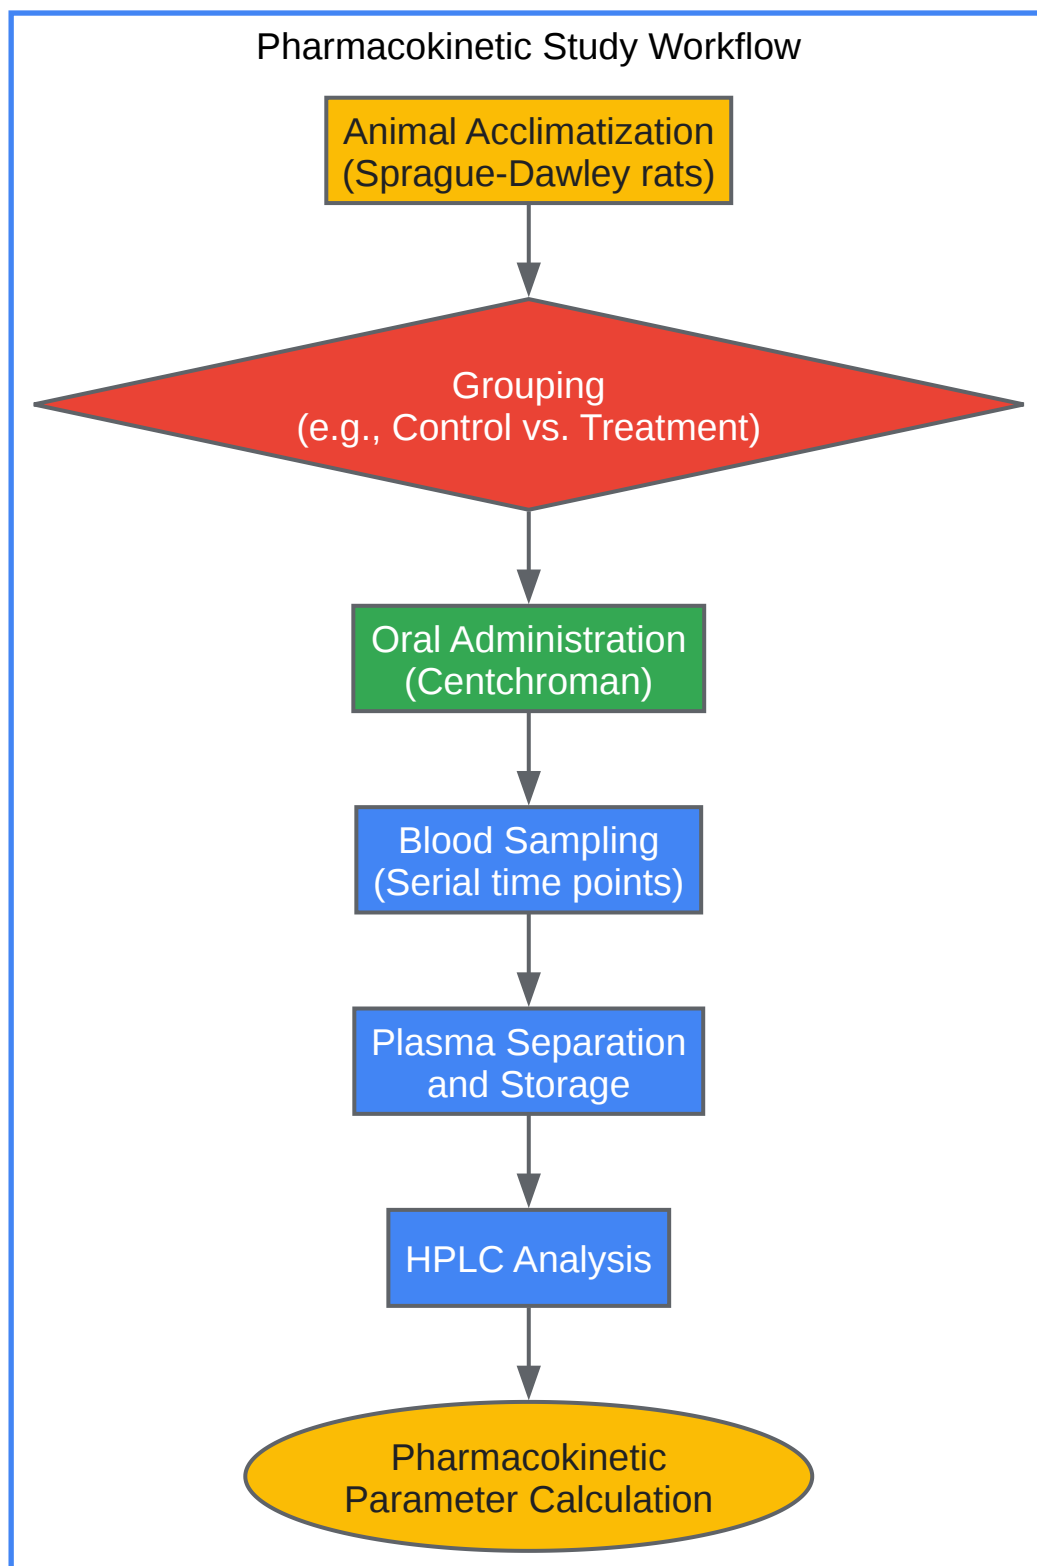 Pharmacokinetic Study Workflow
Animal Acclimatization
(Sprague-Dawley rats)
Grouping
(e.g., Control vs. Treatment)
Oral Administration
(Centchroman)
Blood Sampling
(Serial time points)
Plasma Separation
and Storage
HPLC Analysis
Pharmacokinetic
Parameter Calculation